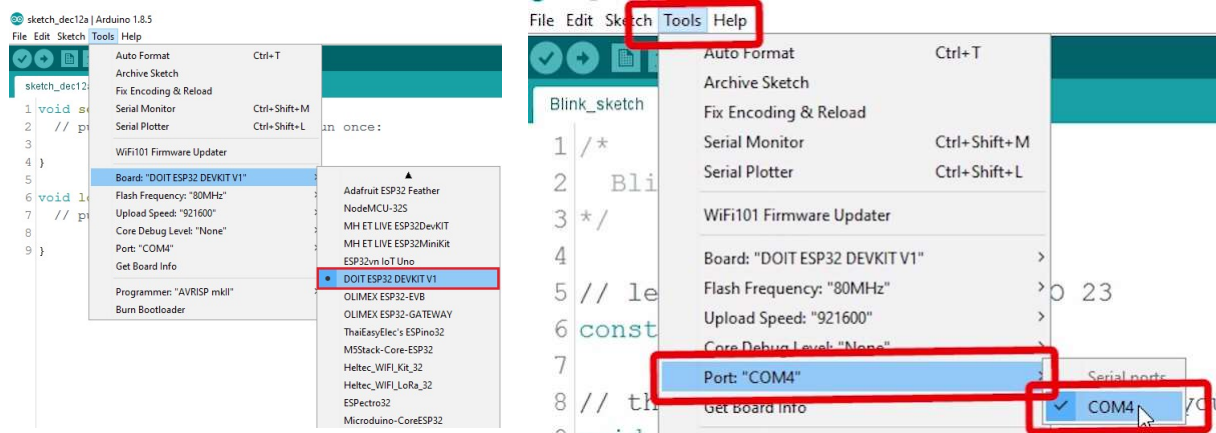 sketch_dec12a | Arduino 1.8.5
File Edit Sketch Tools Help
Auto Format Ctrl+T
Archive Sketch
sketch_dec12
Fix Encoding & Reload
1 void Serial Monitor Ctrl+Shift+M
2 // Serial Plotter Ctrl+Shift+L un once:
3
WiFi101 Firmware Updater
4 }
5
Board: "DOIT ESP32 DEVKIT V1"
6 void Flash Frequency: "80MHz"
7 // Upload Speed: "921600"
8
Core Debug Level: "None"
9 }
Port: "COM4"
Get Board Info
Programmer: "AVRISP mkII"
Burn Bootloader
Adafruit ESP32 Feather
NodeMCU-32S
MH ET LIVE ESP32DevKIT
MH ET LIVE ESP32MiniKit
ESP32vn IoT Uno
DOIT ESP32 DEVKIT V1
OLIMEX ESP32-EVB
OLIMEX ESP32-GATEWAY
ThaiEasyElec's ESPino32
M5Stack-Core-ESP32
Heltec_WIFI_Kit_32
Heltec_WIFI_LoRa_32
ESPectro32
Microduino-CoreESP32
File Edit Sketch Tools Help
Auto Format Ctrl+T
Archive Sketch
Blink_sketch
Fix Encoding & Reload
1 /*
Serial Monitor Ctrl+Shift+M
2 Bli
Serial Plotter Ctrl+Shift+L
3 */
WiFi101 Firmware Updater
4
Board: "DOIT ESP32 DEVKIT V1"
5 // le Flash Frequency: "80MHz" 23
6 const Upload Speed: "921600"
Core Debug Level: "None"
7
Port: "COM4" Serial ports
8 // th Get Board Info COM4